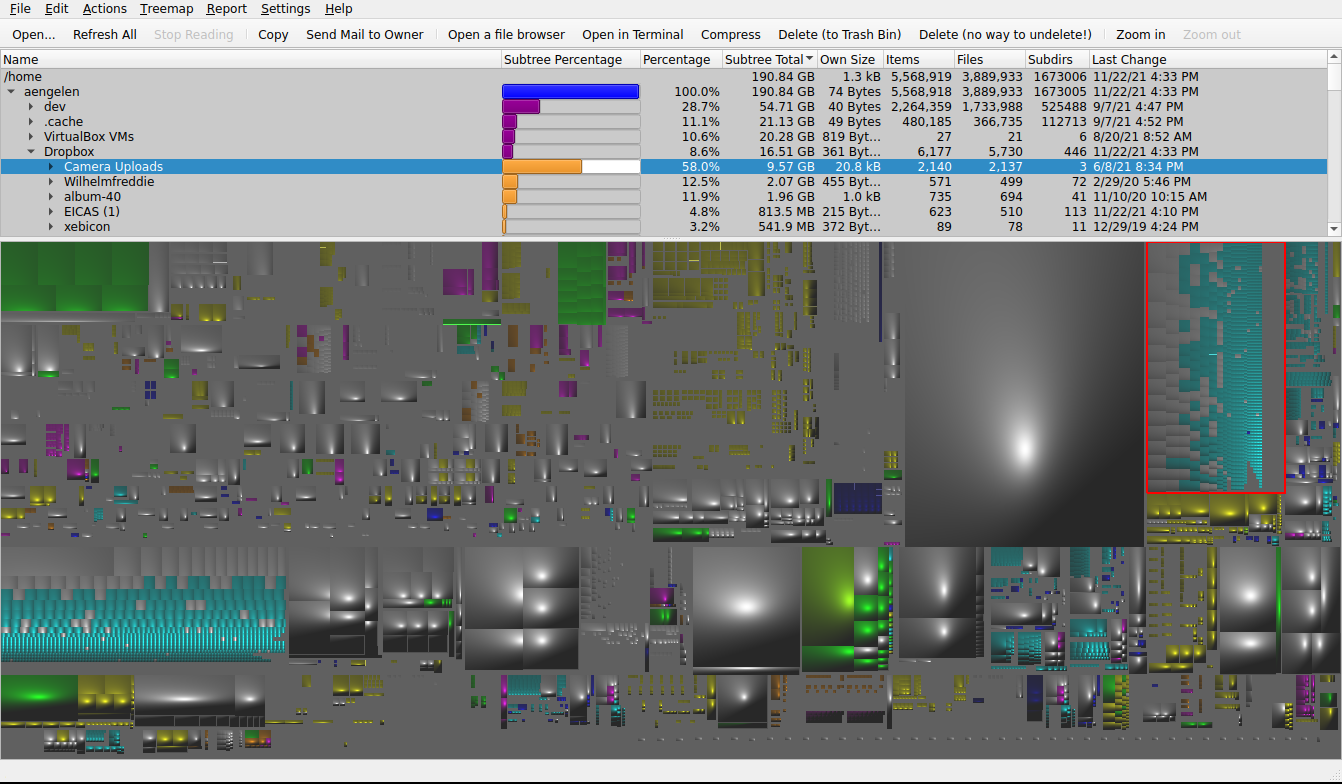 File Edit Actions Treemap Report Settings Help
Open... Refresh All Stop Reading Copy Send Mail to Owner Open a file browser Open in Terminal Compress Delete (to Trash Bin) Delete (no way to undelete!) Zoom in Zoom out
Name Subtree Percentage Percentage Subtree Total Own Size Items Files Subdirs Last Change
/home 190.84 GB 1.3 kB 5,568,919 3,889,933 1673006 11/22/21 4:33 PM
aengelen 100.0% 190.84 GB 74 Bytes 5,568,918 3,889,933 1673005 11/22/21 4:33 PM
dev 28.7% 54.71 GB 40 Bytes 2,264,359 1,733,988 525488 9/7/21 4:47 PM
.cache 11.1% 21.13 GB 49 Bytes 480,185 366,735 112713 9/7/21 4:52 PM
VirtualBox VMs 10.6% 20.28 GB 819 Byt... 27 21 6 8/20/21 8:52 AM
Dropbox 8.6% 16.51 GB 361 Byt... 6,177 5,730 446 11/22/21 4:33 PM
Camera Uploads 58.0% 9.57 GB 20.8 kB 2,140 2,137 3 6/8/21 8:34 PM
Wilhelmfreddie 12.5% 2.07 GB 455 Byt... 571 499 72 2/29/20 5:46 PM
album-40 11.9% 1.96 GB 1.0 kB 735 694 41 11/10/20 10:15 AM
EICAS (1) 4.8% 813.5 MB 215 Byt... 623 510 113 11/22/21 4:10 PM
xebicon 3.2% 541.9 MB 372 Byt... 89 78 11 12/29/19 4:24 PM